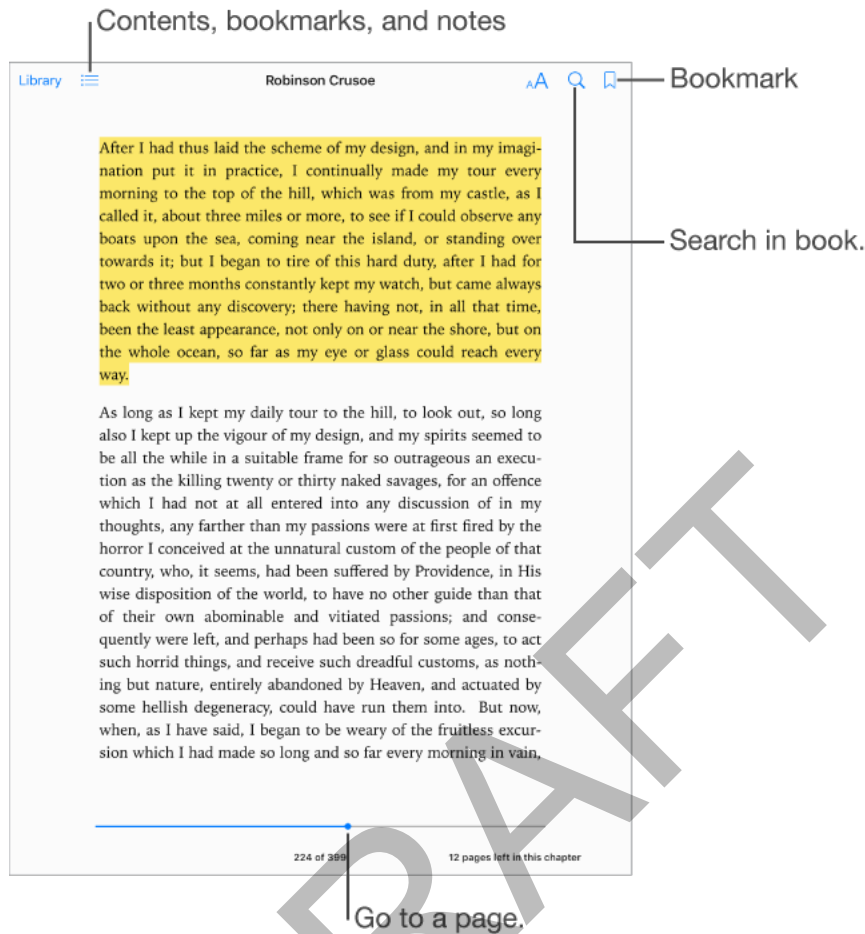 Contents, bookmarks, and notes
Library
Robinson Crusoe
AA
Bookmark
Search in book.
After I had thus laid the scheme of my design, and in my imagi-
nation put it in practice, I continually made my tour every
morning to the top of the hill, which was from my castle, as I
called it, about three miles or more, to see if I could observe any
boats upon the sea, coming near the island, or standing over
towards it; but I began to tire of this hard duty, after I had for
two or three months constantly kept my watch, but came always
back without any discovery; there having not, in all that time,
been the least appearance, not only on or near the shore, but on
the whole ocean, so far as my eye or glass could reach every
way.
As long as I kept my daily tour to the hill, to look out, so long
also I kept up the vigour of my design, and my spirits seemed to
be all the while in a suitable frame for so outrageous an execu-
tion as the killing twenty or thirty naked savages, for an offence
which I had not at all entered into any discussion of in my
thoughts, any farther than my passions were at first fired by the
horror I conceived at the unnatural custom of the people of that
country, who, it seems, had been suffered by Providence, in His
wise disposition of the world, to have no other guide than that
of their own abominable and vitiated passions; and conse-
quently were left, and perhaps had been so for some ages, to act
such horrid things, and receive such dreadful customs, as noth-
ing but nature, entirely abandoned by Heaven, and actuated by
some hellish degeneracy, could have run them into. But now,
when, as I have said, I began to be weary of the fruitless excur-
sion which I had made so long and so far every morning in vain,
224 of 399
12 pages left in this chapter
Go to a page.
RAFT